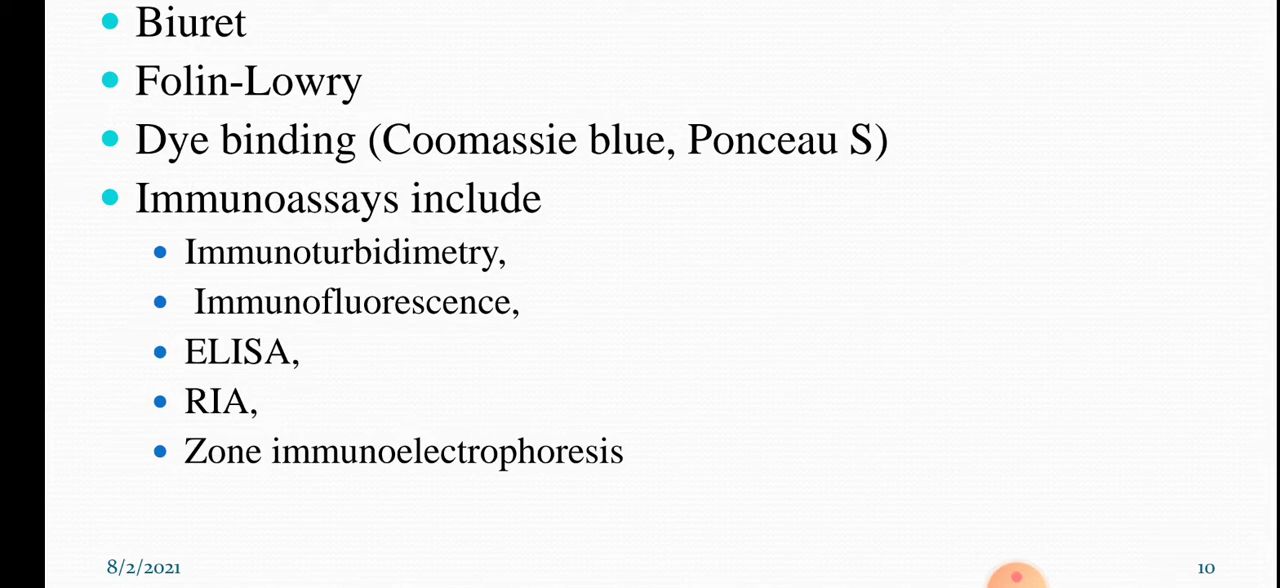 Biuret
Folin-Lowry
Dye binding (Coomassie blue, Ponceau S)
Immunoassays include
Immunoturbidimetry,
Immunofluorescence,
ELISA,
RIA,
Zone immunoelectrophoresis
8/2/2021
10